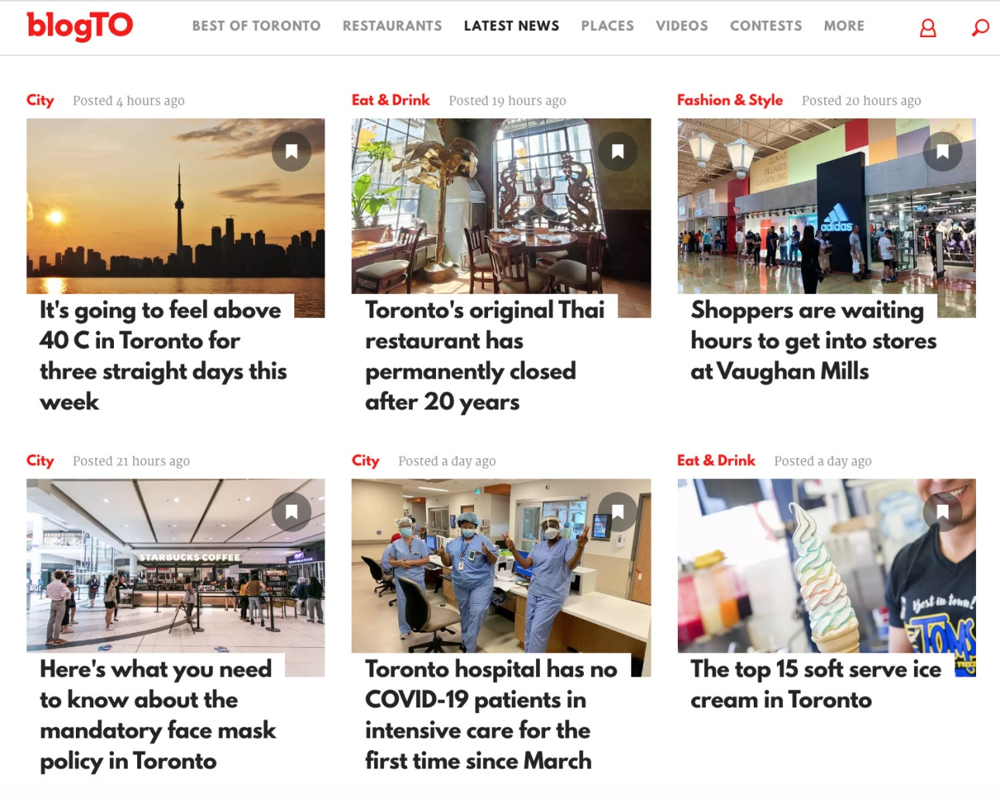 blogTO
BEST OF TORONTO RESTAURANTS LATEST NEWS PLACES VIDEOS CONTESTS MORE
City Posted 4 hours ago
It's going to feel above
40 C in Toronto for
three straight days this
week
Eat & Drink Posted 19 hours ago
Toronto's original Thai
restaurant has
permanently closed
after 20 years
Fashion & Style Posted 20 hours ago
QUAINT
VILLAGES
AND ROLLING
adidas
Shoppers are waiting
hours to get into stores
at Vaughan Mills
City Posted 21 hours ago
STARBUCKS COFFEE
Here's what you need
to know about the
mandatory face mask
policy in Toronto
City Posted a day ago
Toronto hospital has no
COVID-19 patients in
intensive care for the
first time since March
Eat & Drink Posted a day ago
Best in town!
TOM'S
The top 15 soft serve ice
cream in Toronto